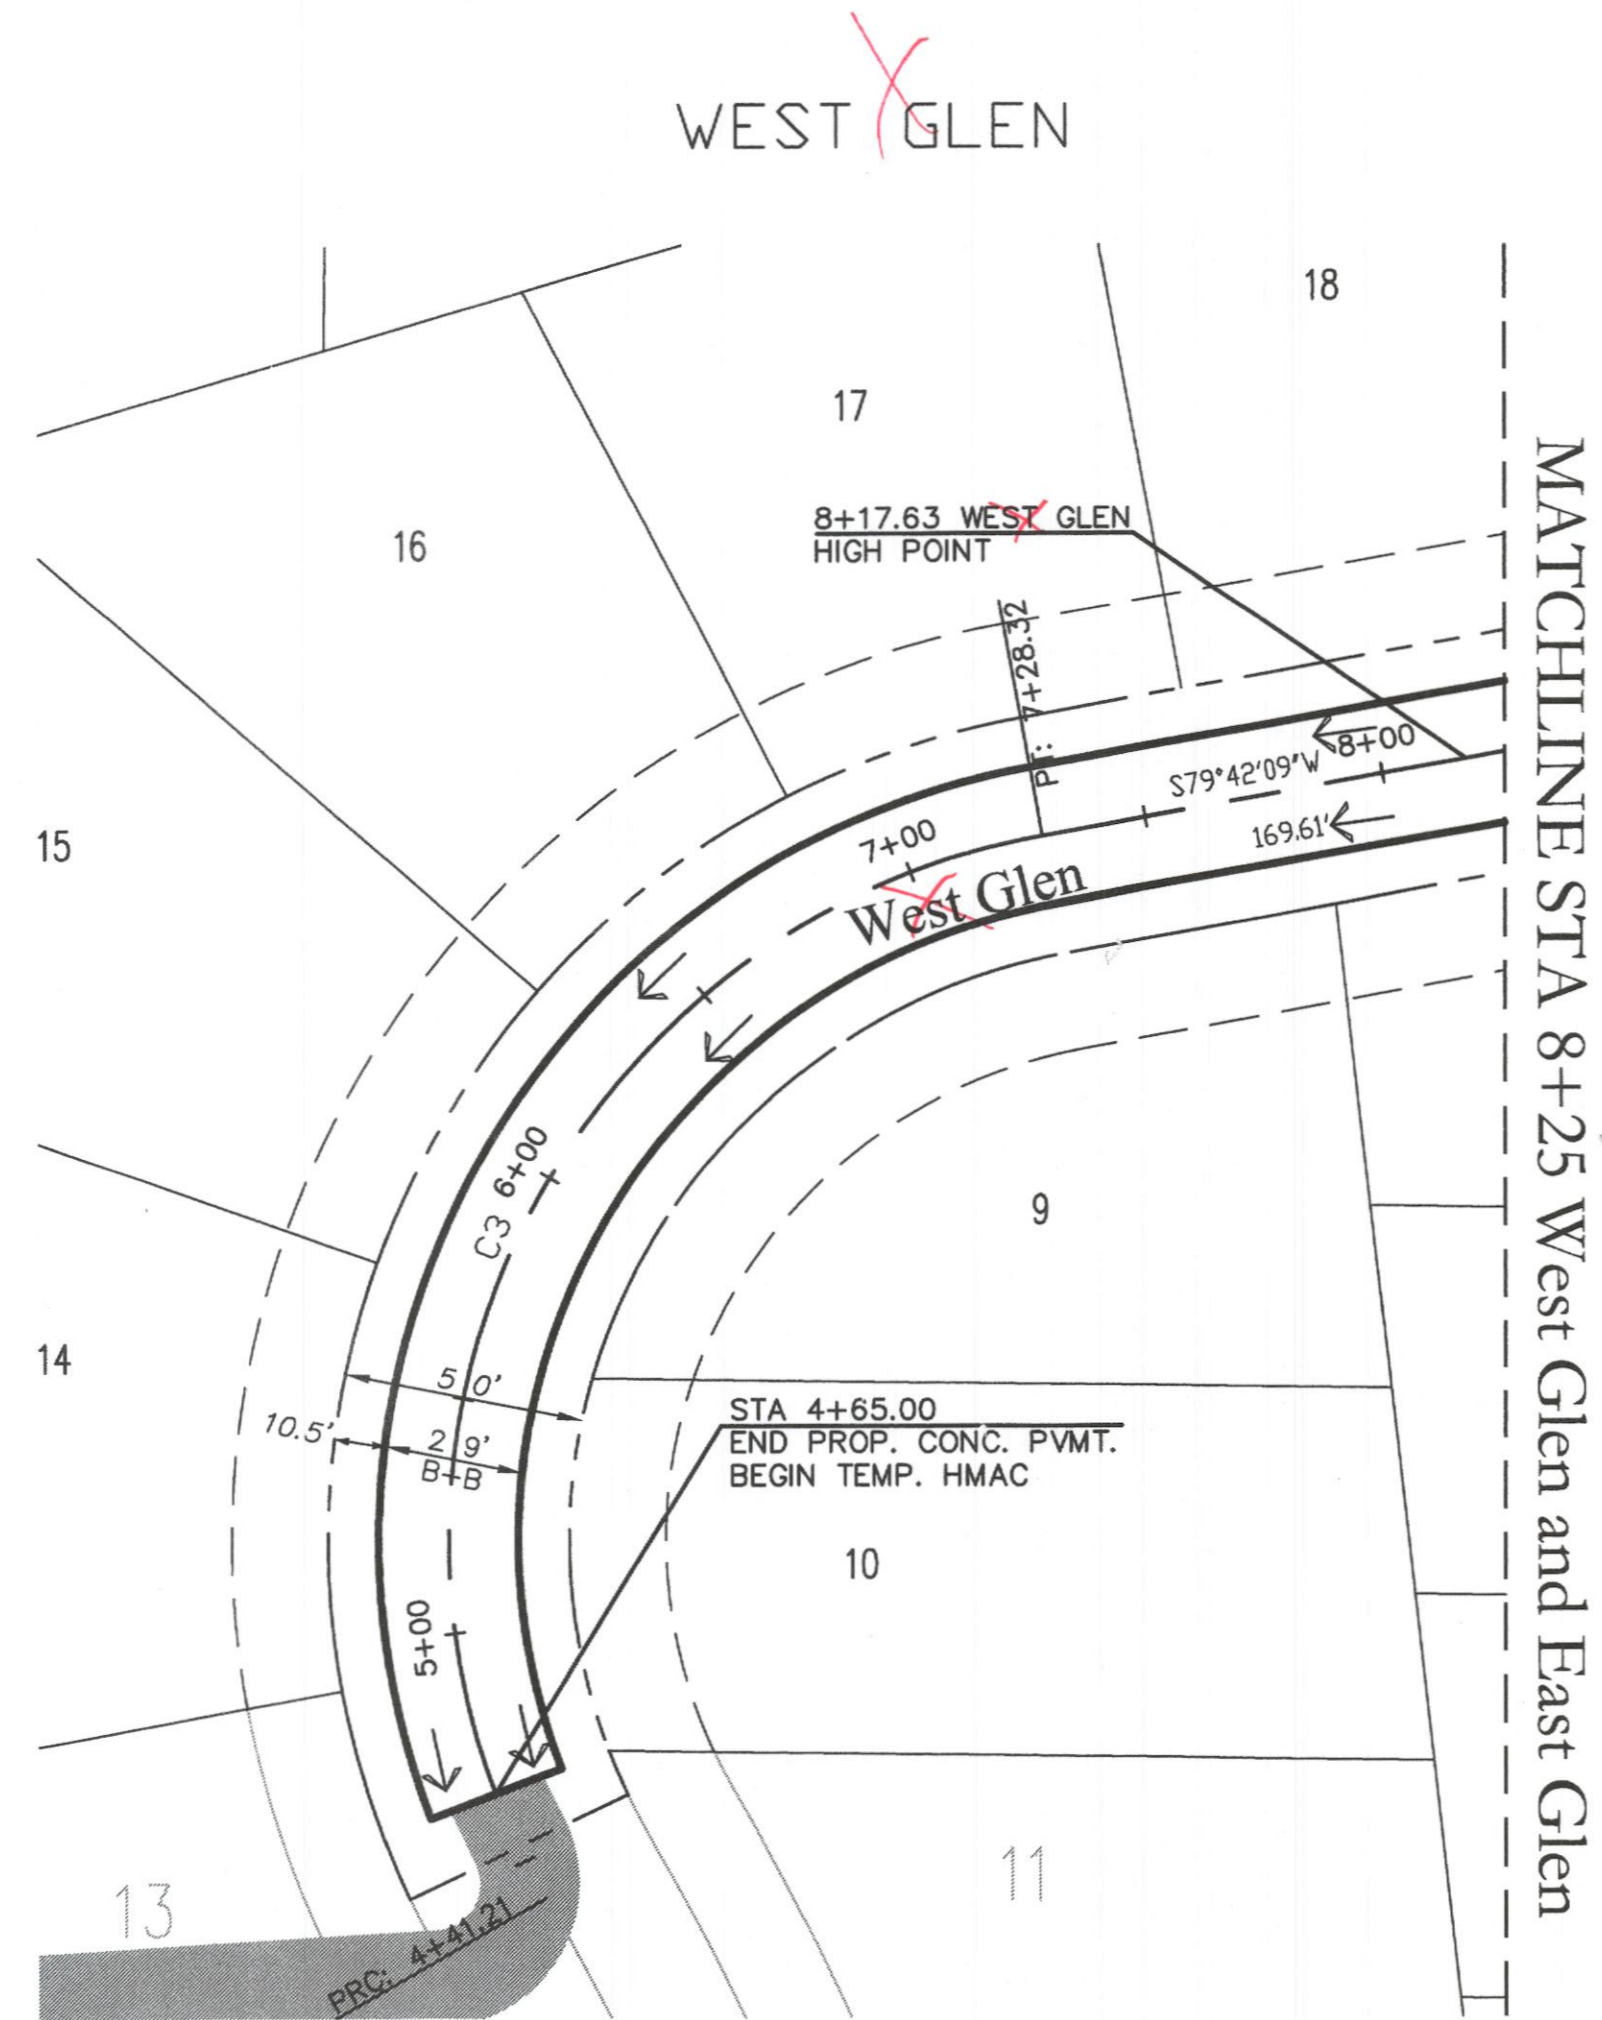 WEST GLEN
18
17
16
8+17.63 WEST GLEN
HIGH POINT
PT: 7+28.32
8+00
S79°42'09"W
169.61'
7+00
West Glen
15
6+00
C3
9
14
50'
10.5'
29'
B-B
STA 4+65.00
END PROP. CONC. PVMT.
BEGIN TEMP. HMAC
10
5+00
11
13
PRC: 4+41.21
MATCHLINE STA 8+25 West Glen and East Glen